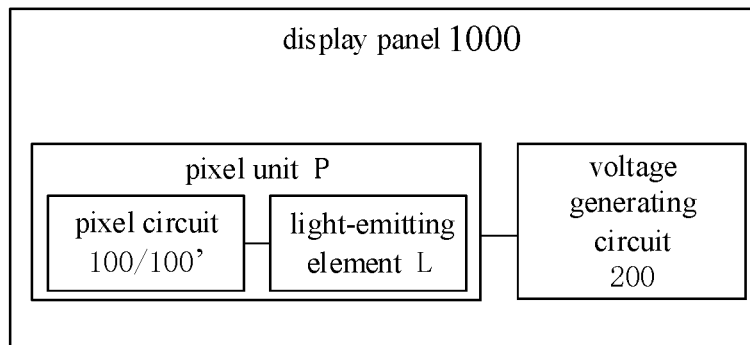 display panel 1000
pixel unit P
pixel circuit
100/100’
light-emitting
element L
voltage
generating
circuit
200